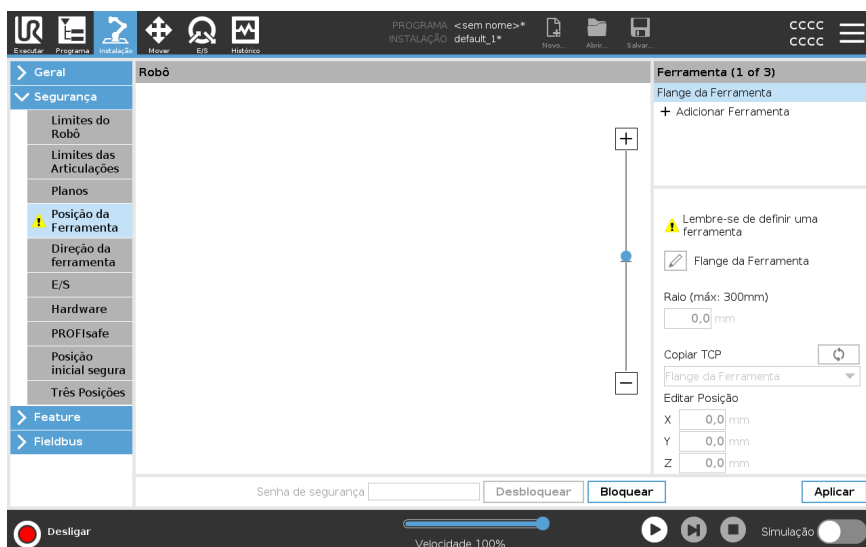 Executar
Programa
Instalação
Mover
E/S
Histórico
PROGRAMA <sem nome>*
INSTALAÇÃO default_1*
Novo...
Abrir...
Salvar...
cccc
cccc
Geral
Segurança
Limites do
Robô
Limites das
Articulações
Planos
Posição da
Ferramenta
Direção da
ferramenta
E/S
Hardware
PROFIsafe
Posição
inicial segura
Três Posições
Feature
Fieldbus
Robô
Ferramenta (1 of 3)
Flange da Ferramenta
+ Adicionar Ferramenta
Lembre-se de definir uma
ferramenta
Flange da Ferramenta
Raio (máx: 300mm)
0,0 mm
Copiar TCP
Flange da Ferramenta
Editar Posição
X 0,0 mm
Y 0,0 mm
Z 0,0 mm
Senha de segurança
Desbloquear
Bloquear
Aplicar
Desligar
Velocidade 100%
Simulação